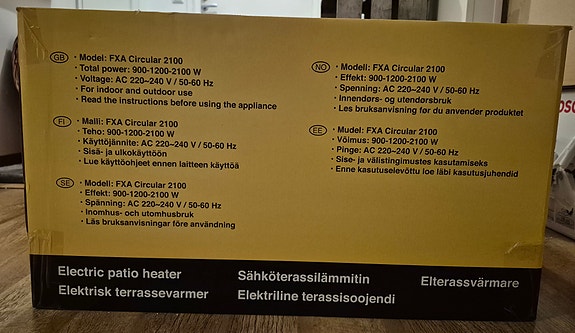 GB · Model: FXA Circular 2100
· Total power: 900-1200-2100 W
· Voltage: AC 220~240 V / 50-60 Hz
· For indoor and outdoor use
· Read the instructions before using the appliance
FI · Malli: FXA Circular 2100
· Teho: 900-1200-2100 W
· Käyttöjännite: AC 220~240 V / 50-60 Hz
· Sisä- ja ulkokäyttöön
· Lue käyttöohjeet ennen laitteen käyttöä
SE · Modell: FXA Circular 2100
· Effekt: 900-1200-2100 W
· Spänning: AC 220~240 V / 50-60 Hz
· Inomhus- och utomhusbruk
· Läs bruksanvisningar före användning
NO · Modell: FXA Circular 2100
· Effekt: 900-1200-2100 W
· Spenning: AC 220~240 V / 50-60 Hz
· Innendørs- og utendørsbruk
· Les bruksanvisning før du anvender produktet
EE · Mudel: FXA Circular 2100
· Võimus: 900-1200-2100 W
· Pinge: AC 220~240 V / 50-60 Hz
· Sise- ja välistingimustes kasutamiseks
· Enne kasutuselevõttu loe läbi kasutusjuhendid
Electric patio heater
Sähköterassilämmitin
Elterassvärmare
Elektrisk terrassevarmer
Elektriline terassisoojendi